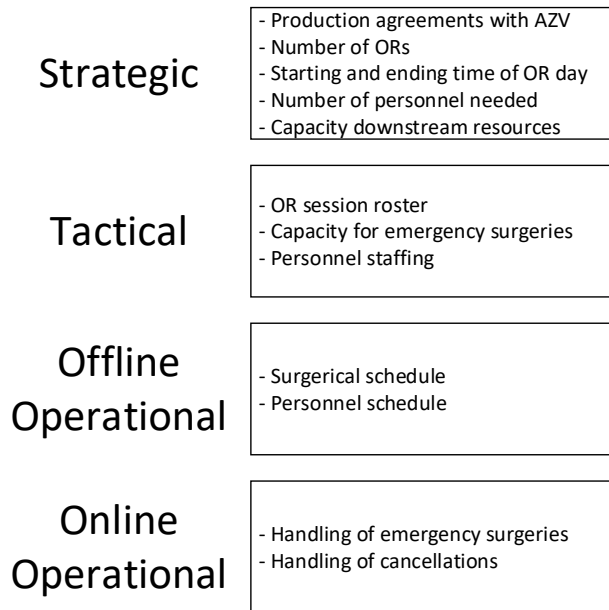 Strategic
- Production agreements with AZV
- Number of ORs
- Starting and ending time of OR day
- Number of personnel needed
- Capacity downstream resources
Tactical
- OR session roster
- Capacity for emergency surgeries
- Personnel staffing
Offline
Operational
- Surgerical schedule
- Personnel schedule
Online
Operational
- Handling of emergency surgeries
- Handling of cancellations